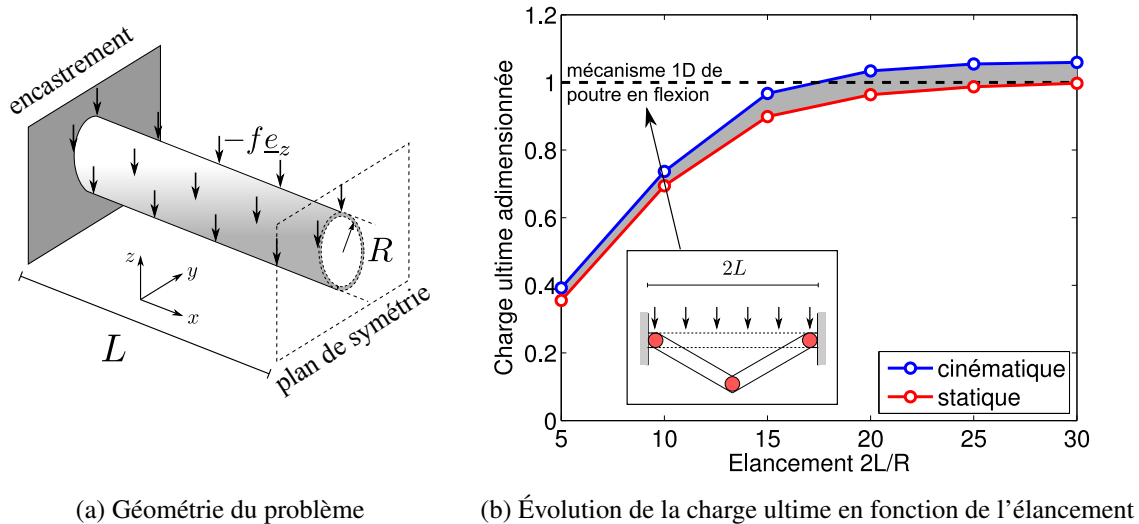 encastrement
−f e_z
R
z
y
x
L
plan de symétrie
(a) Géométrie du problème
1.2
1
0.8
0.6
0.4
0.2
0
Charge ultime adimensionnée
mécanisme 1D de
poutre en flexion
2L
cinématique
statique
5 10 15 20 25 30
Elancement 2L/R
(b) Évolution de la charge ultime en fonction de l'élancement